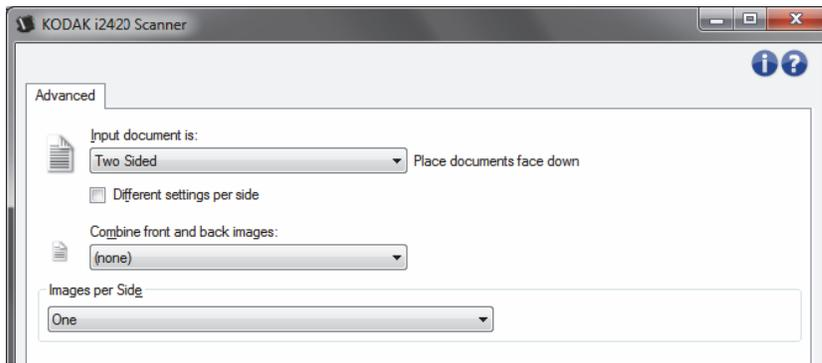 KODAK i2420 Scanner
Advanced
Input document is:
Two Sided
Place documents face down
Different settings per side
Combine front and back images:
(none)
Images per Side
One